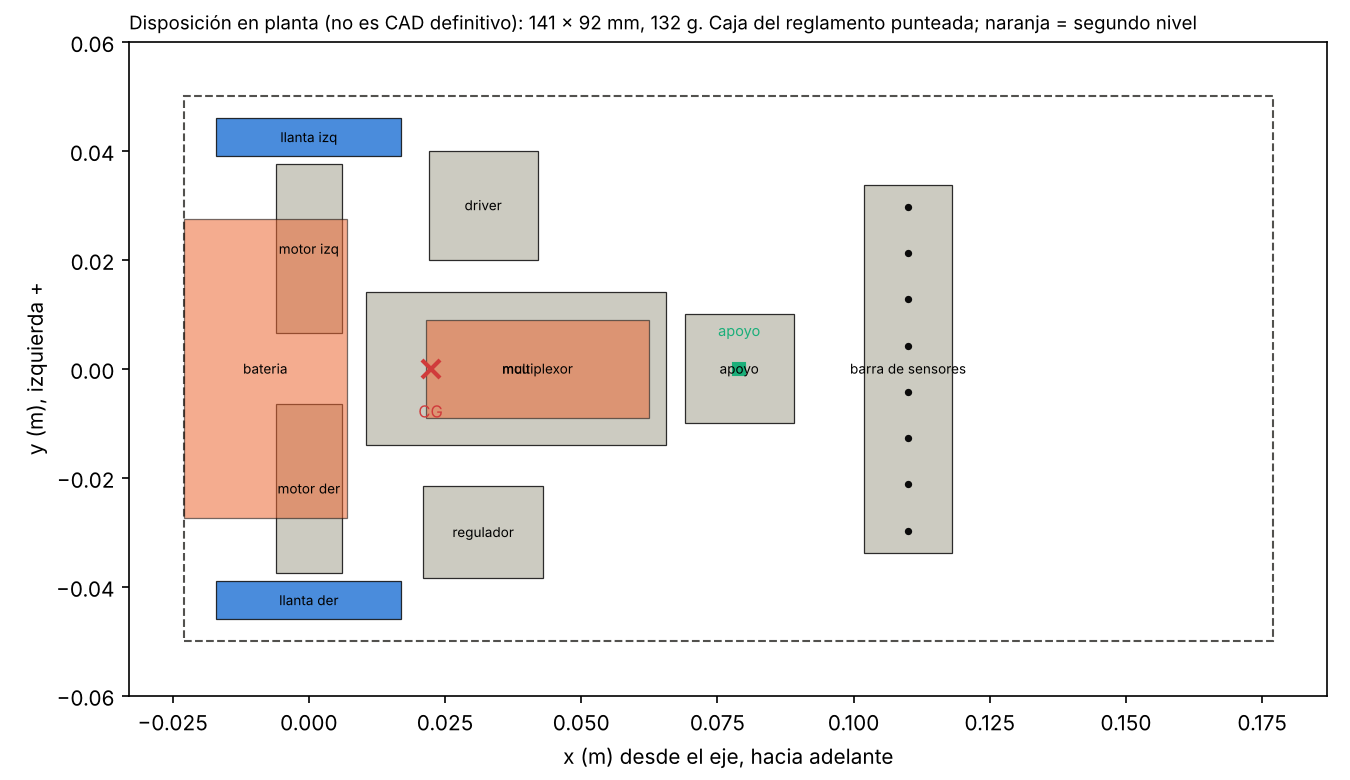 Disposición en planta (no es CAD definitivo): 141 × 92 mm, 132 g. Caja del reglamento punteada; naranja = segundo nivel
0.06
0.04
0.02
0.00
−0.02
−0.04
−0.06
y (m), izquierda +
llanta izq
driver
motor izq
apoyo
bateria
multiplexor
apoyo
barra de sensores
CG
motor der
regulador
llanta der
−0.025
0.000
0.025
0.050
0.075
0.100
0.125
0.150
0.175
x (m) desde el eje, hacia adelante